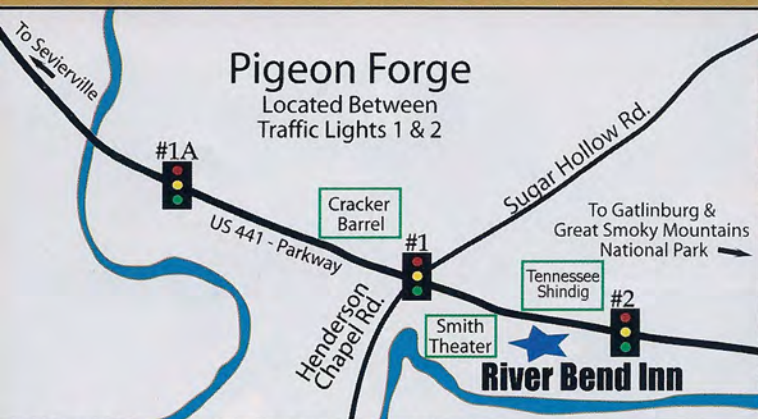 To Sevierville
Pigeon Forge
Located Between
Traffic Lights 1 & 2
#1A
US 441 - Parkway
Cracker
Barrel
#1
Sugar Hollow Rd.
Henderson
Chapel Rd.
To Gatlinburg &
Great Smoky Mountains
National Park
Tennessee
Shindig
#2
Smith
Theater
River Bend Inn